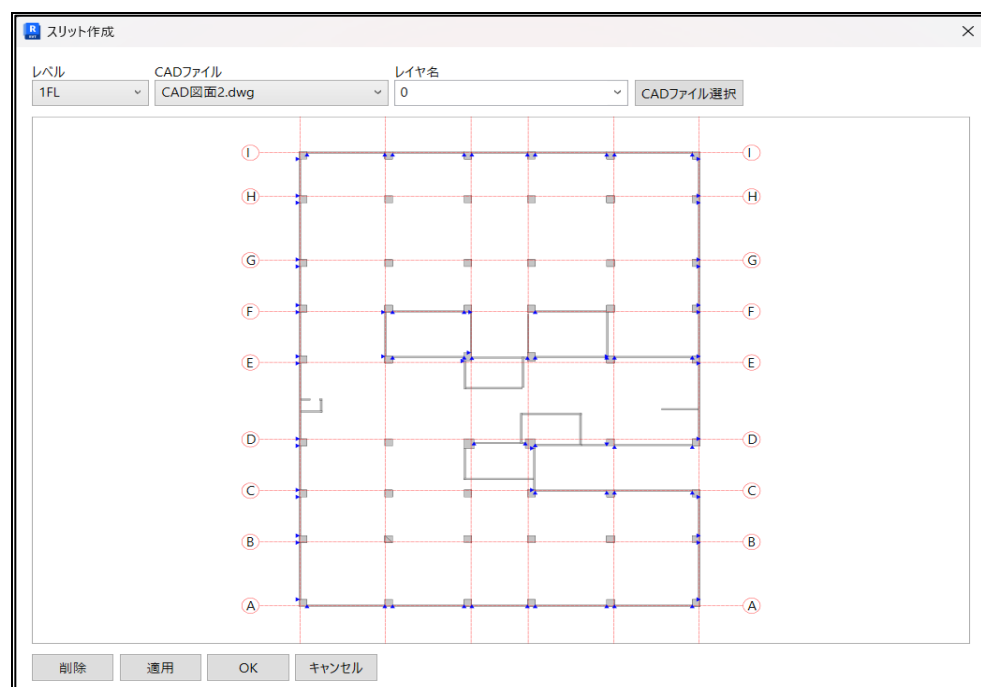 スリット作成
レベル CADファイル レイヤ名
1FL CAD図面2.dwg 0 CADファイル選択
I I
H H
G G
F F
E E
D D
C C
B B
A A
削除 適用 OK キャンセル